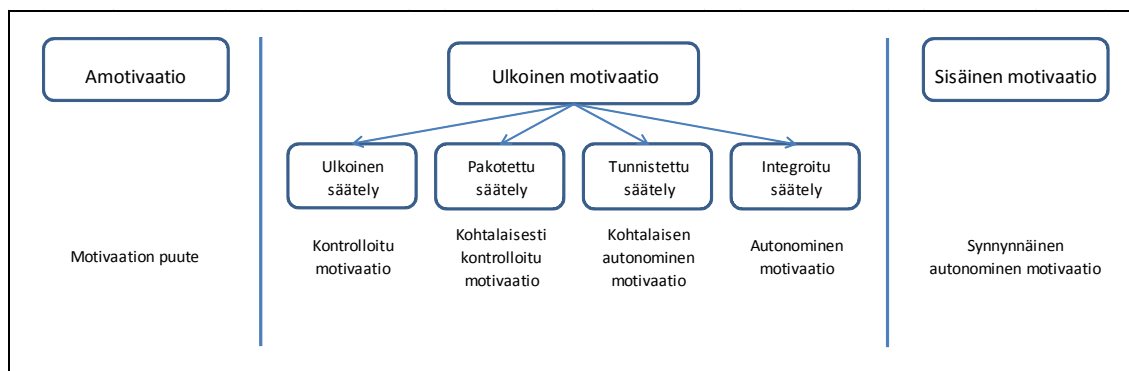 Amotivaatio
Ulkoinen motivaatio
Sisäinen motivaatio
Ulkoinen
säätely
Pakotettu
säätely
Tunnistettu
säätely
Integroitu
säätely
Motivaation puute
Kontrolloitu
motivaatio
Kohtalaisesti
kontrolloitu
motivaatio
Kohtalaisen
autonominen
motivaatio
Autonominen
motivaatio
Synnynnäinen
autonominen motivaatio